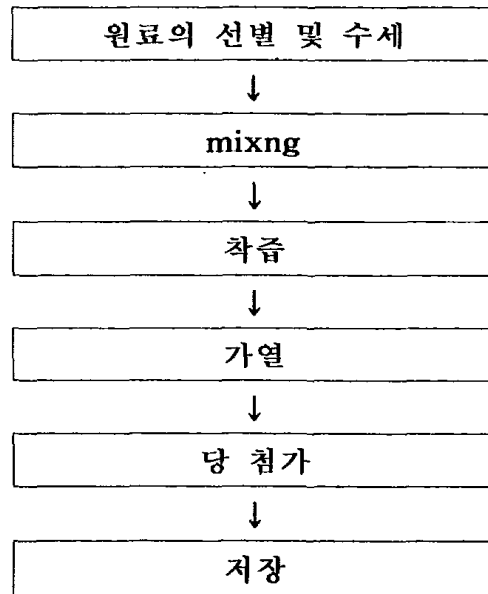 원료의 선별 및 수세
↓
mixng
↓
착즙
↓
가열
↓
당 첨가
↓
저장